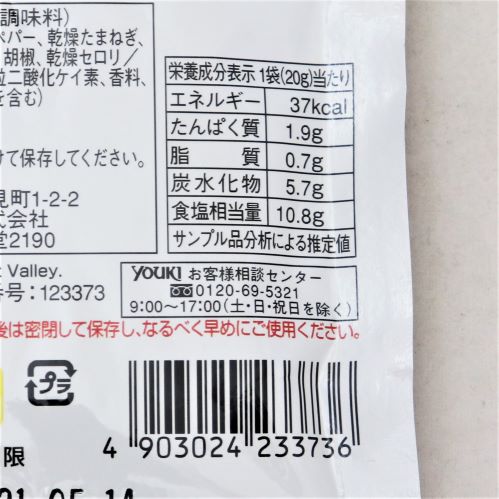 調味料)
ペパー、乾燥たまねぎ、
胡椒、乾燥セロリ/
二酸化ケイ素、香料、
を含む)
けて保存してください。
見町1-2-2
式会社
堂2190
Valley.
番号:123373
栄養成分表示 1袋(20g)当たり
エネルギー 37kcal
たんぱく質 1.9g
脂質 0.7g
炭水化物 5.7g
食塩相当量 10.8g
サンプル品分析による推定値
YOUKI お客様相談センター
0120-69-5321
9:00~17:00(土・日・祝日を除く)
後は密閉して保存し、なるべく早めにご使用ください。
プラ
限
4 903024 233736
21.05.14